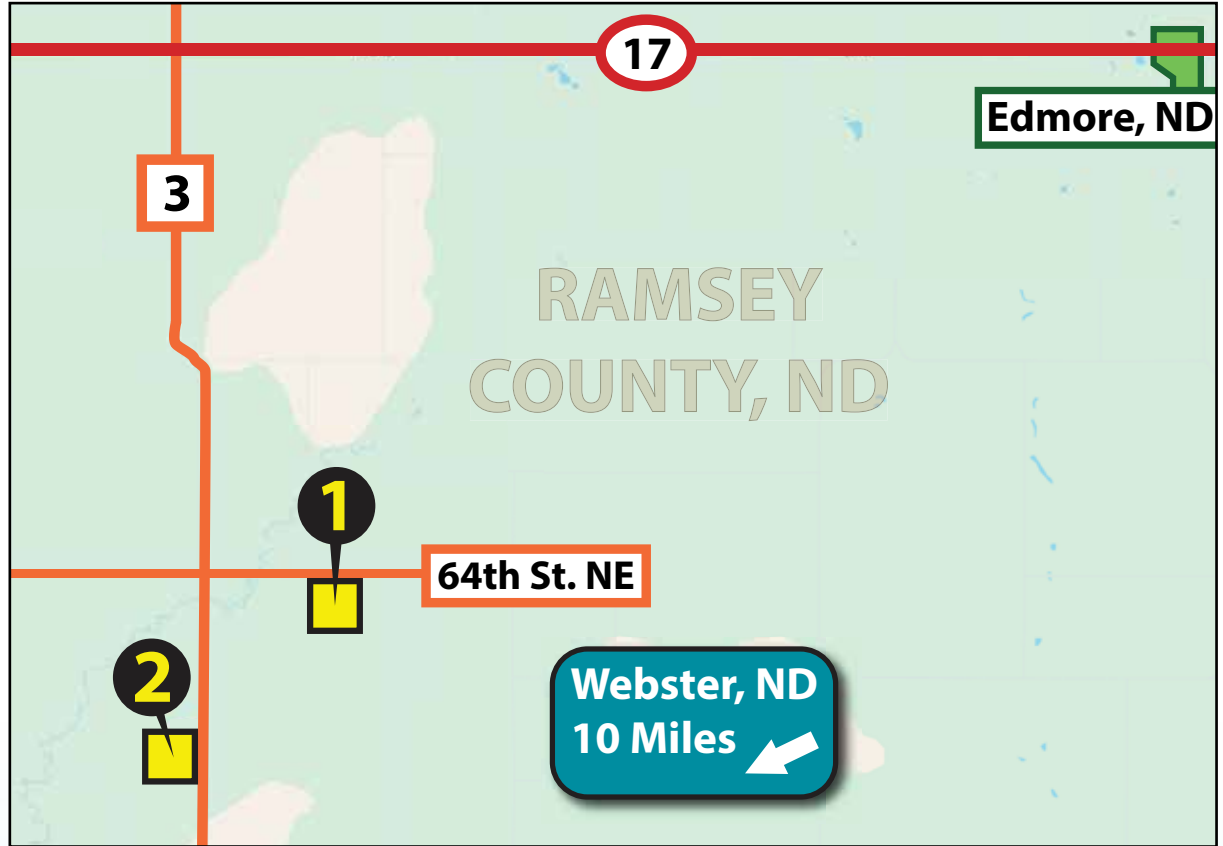 17
Edmore, ND
3
RAMSEY
COUNTY, ND
1
64th St. NE
2
Webster, ND
10 Miles